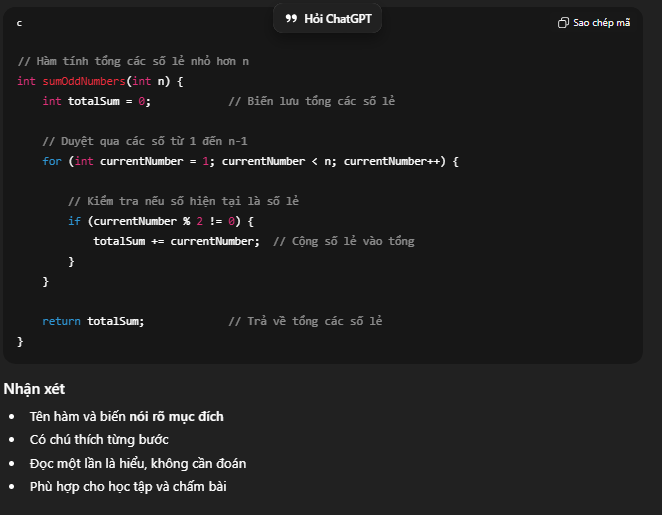 Hỏi ChatGPT
c
Sao chép mã
// Hàm tính tổng các số lẻ nhỏ hơn n
int sumOddNumbers(int n) {
    int totalSum = 0;            // Biến lưu tổng các số lẻ
    // Duyệt qua các số từ 1 đến n-1
    for (int currentNumber = 1; currentNumber < n; currentNumber++) {
        // Kiểm tra nếu số hiện tại là số lẻ
        if (currentNumber % 2 != 0) {
            totalSum += currentNumber;  // Cộng số lẻ vào tổng
        }
    }
    return totalSum;             // Trả về tổng các số lẻ
}
Nhận xét
• Tên hàm và biến nói rõ mục đích
• Có chú thích từng bước
• Đọc một lần là hiểu, không cần đoán
• Phù hợp cho học tập và chấm bài